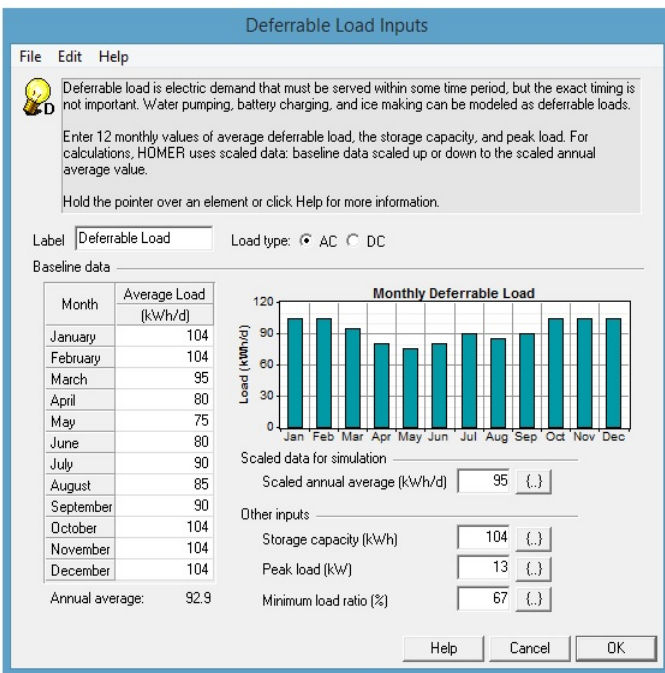 Deferrable Load Inputs
File Edit Help
D
Deferrable load is electric demand that must be served within some time period, but the exact timing is
not important. Water pumping, battery charging, and ice making can be modeled as deferrable loads.
Enter 12 monthly values of average deferrable load, the storage capacity, and peak load. For
calculations, HOMER uses scaled data: baseline data scaled up or down to the scaled annual
average value.
Hold the pointer over an element or click Help for more information.
Label Deferrable Load Load type: AC DC
Baseline data
Month Average Load
(kWh/d)
January 104
February 104
March 95
April 80
May 75
June 80
July 90
August 85
September 90
October 104
November 104
December 104
Annual average: 92.9
Monthly Deferrable Load
Load (kWh/d)
120
90
60
30
0
Jan Feb Mar Apr May Jun Jul Aug Sep Oct Nov Dec
Scaled data for simulation
Scaled annual average (kWh/d) 95 {..}
Other inputs
Storage capacity (kWh) 104 {..}
Peak load (kW) 13 {..}
Minimum load ratio (%) 67 {..}
Help Cancel OK